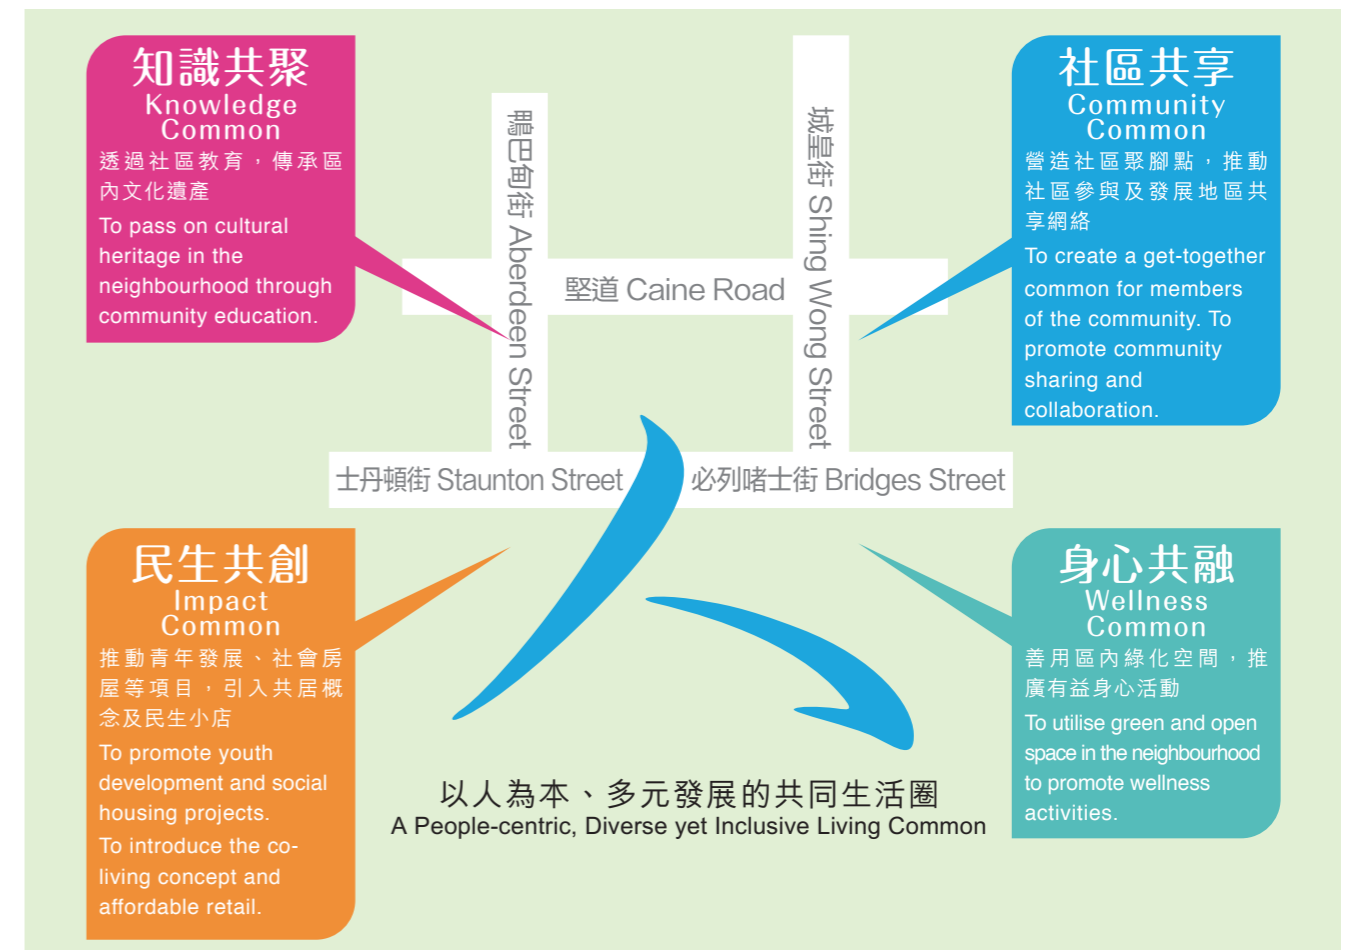 知識共聚
Knowledge
Common
透過社區教育，傳承區
內文化遺產
To pass on cultural
heritage in the
neighbourhood through
community education.
鴨巴甸街 Aberdeen Street
城皇街 Shing Wong Street
堅道 Caine Road
社區共享
Community
Common
營造社區聚腳點，推動
社區參與及發展地區共
享網絡
To create a get-together
common for members
of the community. To
promote community
sharing and
collaboration.
士丹頓街 Staunton Street
必列啫士街 Bridges Street
民生共創
Impact
Common
推動青年發展、社會房
屋等項目，引入共居概
念及民生小店
To promote youth
development and social
housing projects.
To introduce the co-
living concept and
affordable retail.
身心共融
Wellness
Common
善用區內綠化空間，推
廣有益身心活動
To utilise green and open
space in the neighbourhood
to promote wellness
activities.
以人為本、多元發展的共同生活圈
A People-centric, Diverse yet Inclusive Living Common